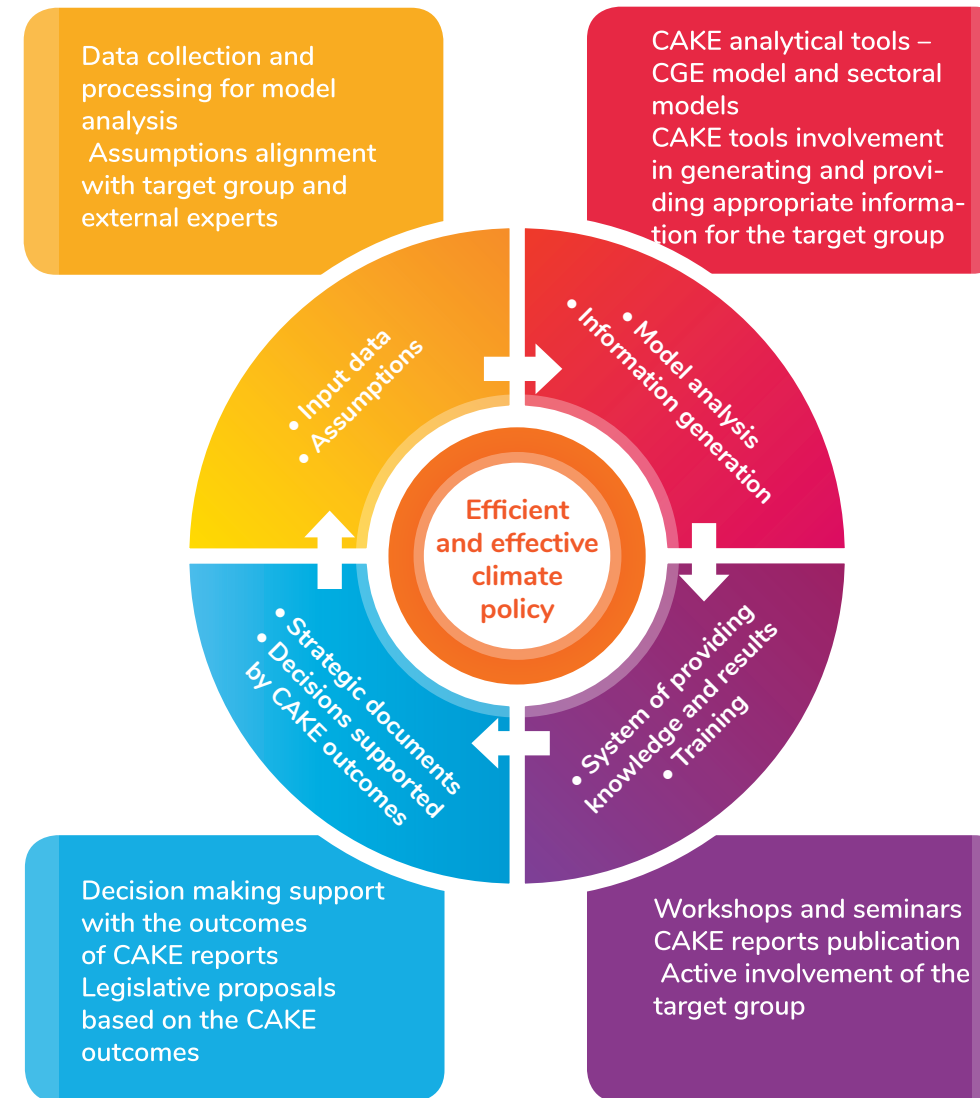 Data collection and
processing for model
analysis
Assumptions alignment
with target group and
external experts
CAKE analytical tools –
CGE model and sectoral
models
CAKE tools involvement
in generating and provi-
ding appropriate informa-
tion for the target group
• Input data
• Assumptions
• Model analysis
• Information generation
Efficient
and effective
climate
policy
• Strategic documents
• Decisions supported
by CAKE outcomes
• System of providing
knowledge and results
• Training
Decision making support
with the outcomes
of CAKE reports
Legislative proposals
based on the CAKE
outcomes
Workshops and seminars
CAKE reports publication
Active involvement of the
target group